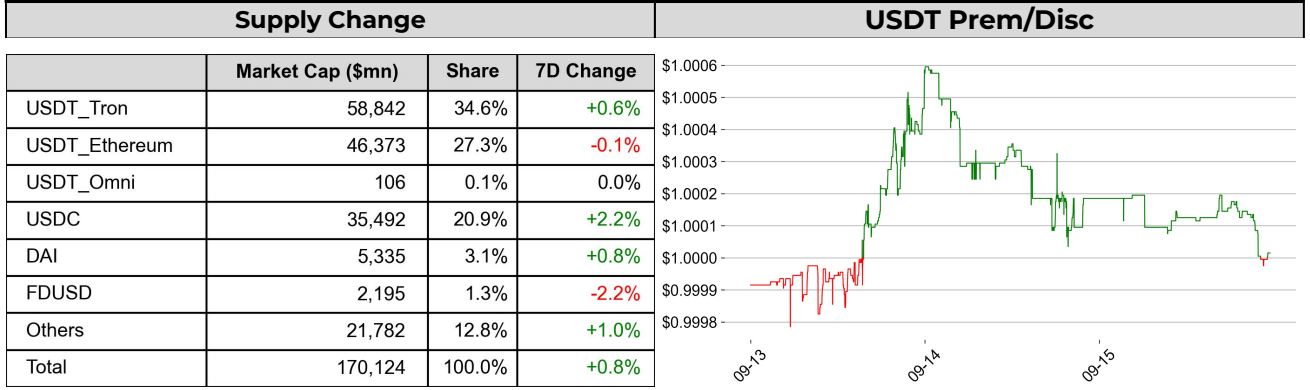 Supply Change
Market Cap ($mn) Share 7D Change
USDT_Tron 58,842 34.6% +0.6%
USDT_Ethereum 46,373 27.3% -0.1%
USDT_Omni 106 0.1% 0.0%
USDC 35,492 20.9% +2.2%
DAI 5,335 3.1% +0.8%
FDUSD 2,195 1.3% -2.2%
Others 21,782 12.8% +1.0%
Total 170,124 100.0% +0.8%
USDT Prem/Disc
$1.0006
$1.0005
$1.0004
$1.0003
$1.0002
$1.0001
$1.0000
$0.9999
$0.9998
09-13 09-14 09-15